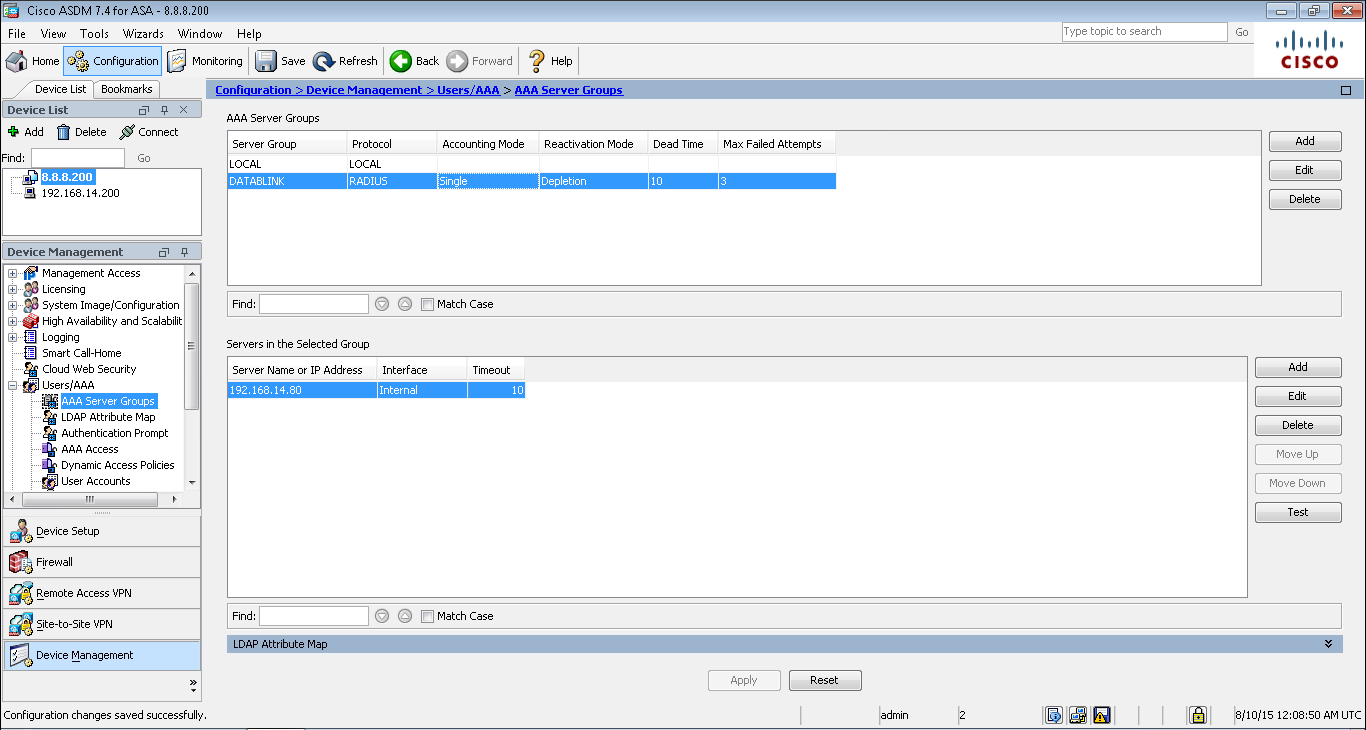 Cisco ASDM 7.4 for ASA - 8.8.8.200
File View Tools Wizards Window Help
Type topic to search Go
Home Configuration Monitoring Save Refresh Back Forward Help
CISCO
Device List Bookmarks
Configuration > Device Management > Users/AAA > AAA Server Groups
Device List
Add Delete Connect
Find: Go
8.8.8.200
192.168.14.200
Device Management
Management Access
Licensing
System Image/Configuration
High Availability and Scalabilit
Logging
Smart Call-Home
Cloud Web Security
Users/AAA
AAA Server Groups
LDAP Attribute Map
Authentication Prompt
AAA Access
Dynamic Access Policies
User Accounts
Device Setup
Firewall
Remote Access VPN
Site-to-Site VPN
Device Management
AAA Server Groups
Server Group Protocol Accounting Mode Reactivation Mode Dead Time Max Failed Attempts
LOCAL LOCAL
DATABLINK RADIUS Single Depletion 10 3
Add
Edit
Delete
Find: Match Case
Servers in the Selected Group
Server Name or IP Address Interface Timeout
192.168.14.80 Internal 10
Add
Edit
Delete
Move Up
Move Down
Test
Find: Match Case
LDAP Attribute Map
Apply Reset
Configuration changes saved successfully. admin 2 8/10/15 12:08:50 AM UTC